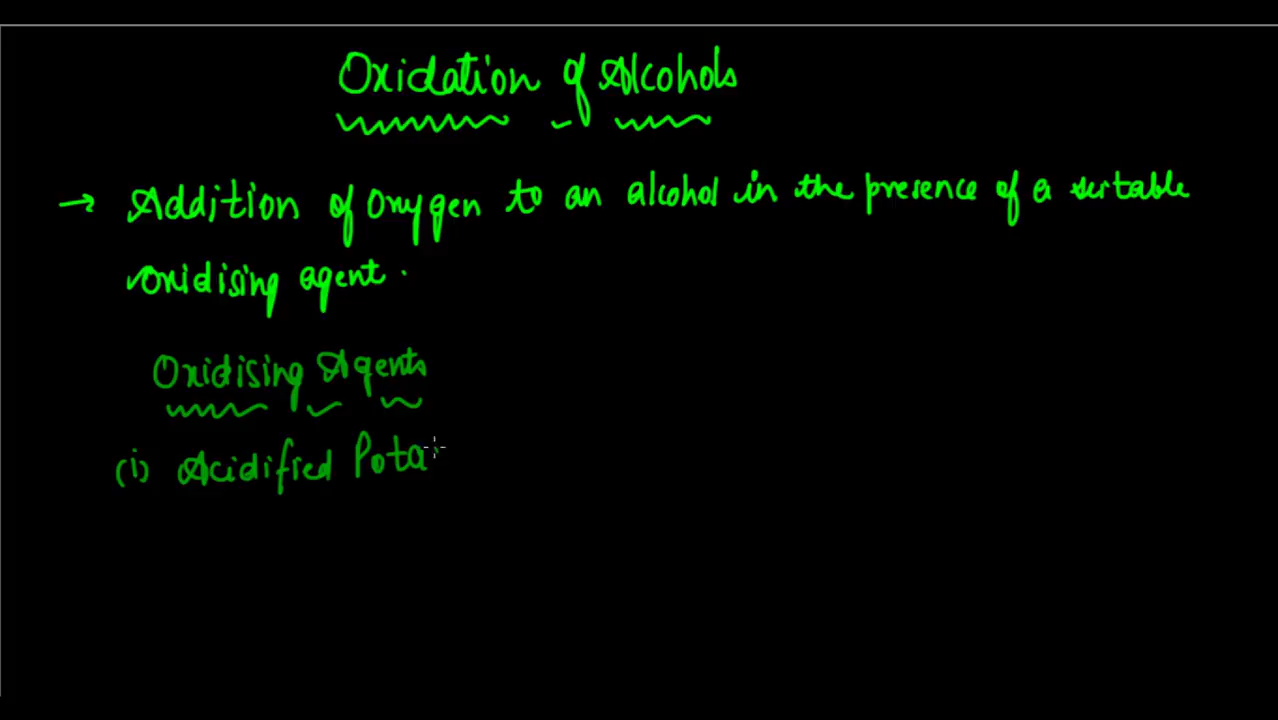 Oxidation of Alcohols
→ Addition of oxygen to an alcohol in the presence of a suitable
oxidising agent.
Oxidising Agents
(i) Acidified Pota